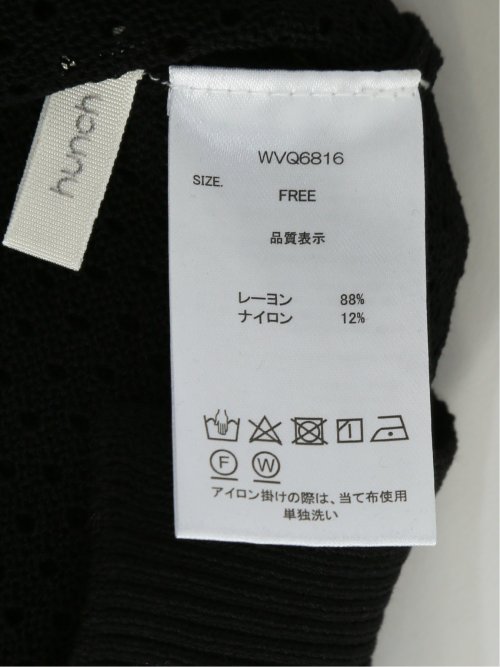 hunch
WVQ6816
SIZE.
FREE
品質表示
レーヨン 88%
ナイロン 12%
F W
アイロン掛けの際は、当て布使用
単独洗い